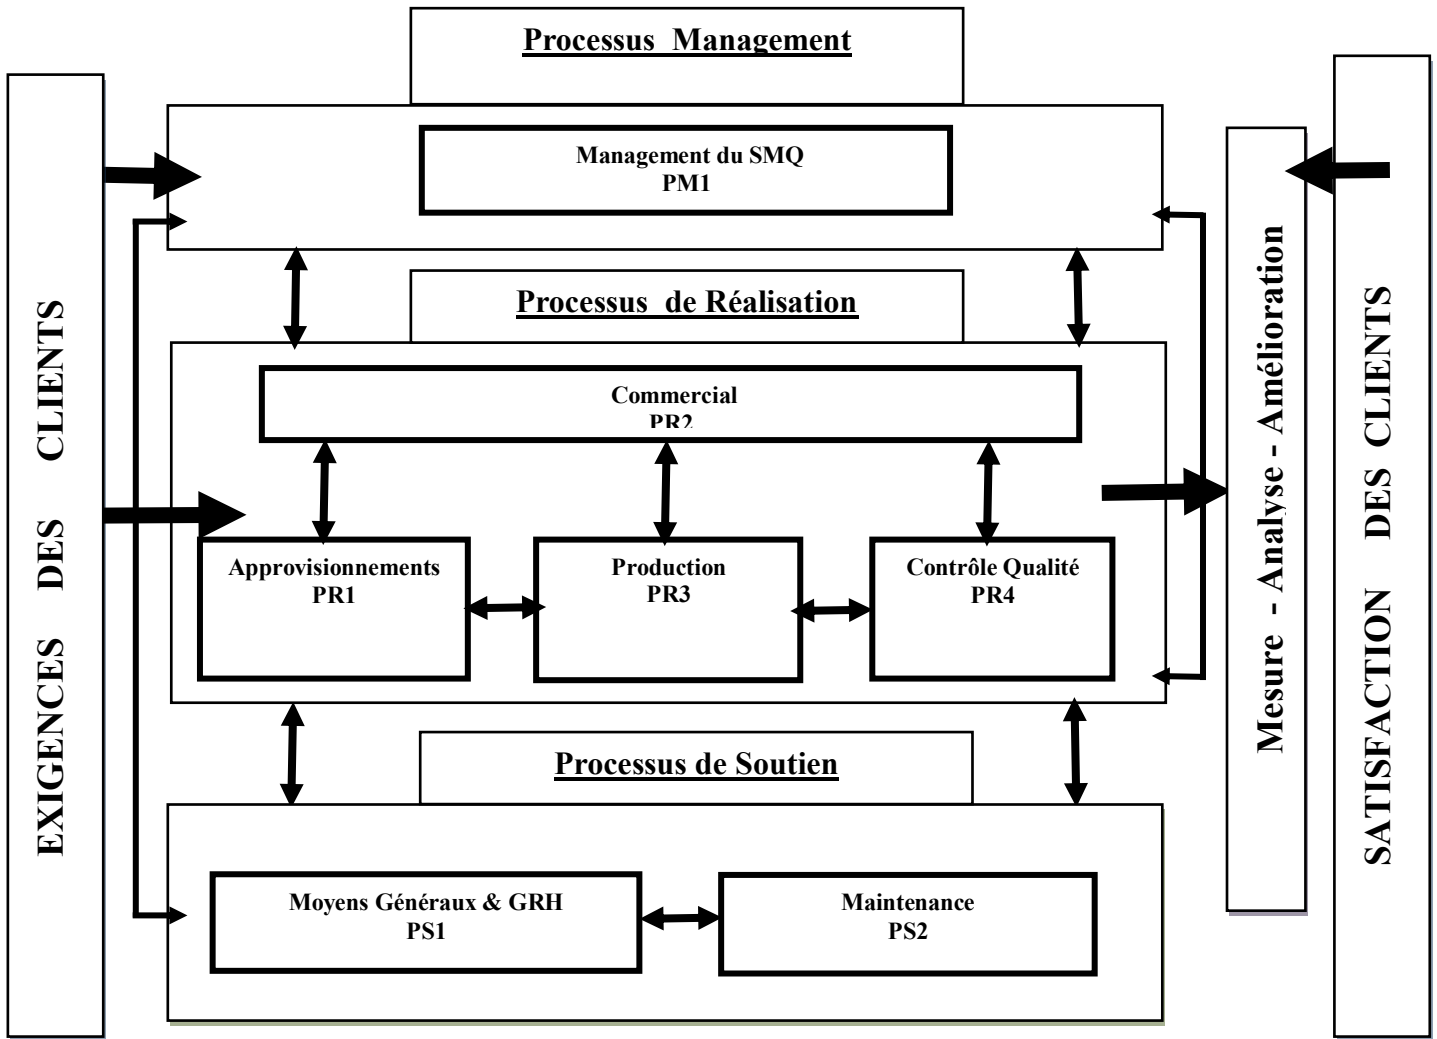 Processus Management
Management du SMQ
PM1
Processus de Réalisation
Commercial
PR2
Approvisionnements
PR1
Production
PR3
Contrôle Qualité
PR4
Processus de Soutien
Moyens Généraux & GRH
PS1
Maintenance
PS2
EXIGENCES DES CLIENTS
Mesure - Analyse - Amélioration
SATISFACTION DES CLIENTS